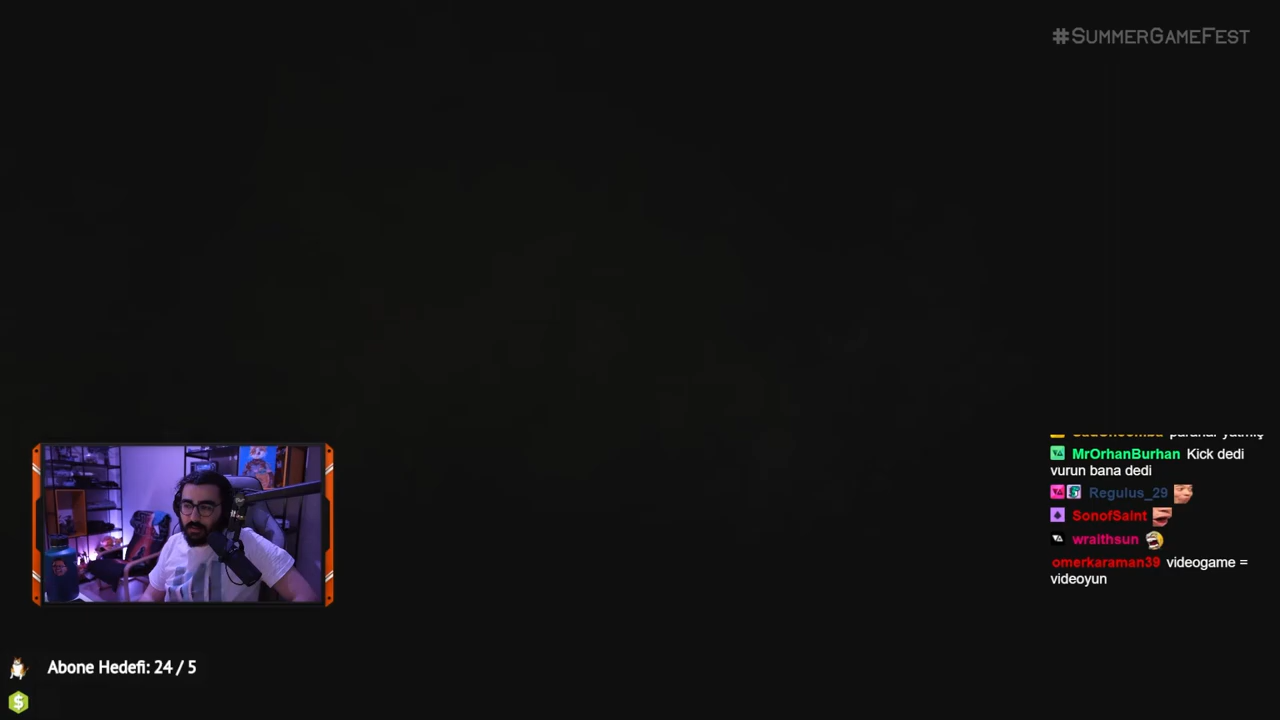 #SUMMERGAMEFEST
MrOrhanBurhan Kick dedi
vurun bana dedi
Regulus_29
SonofSaint
wraithsun
omerkaraman39 videogame =
videoyun
Abone Hedefi: 24 / 5